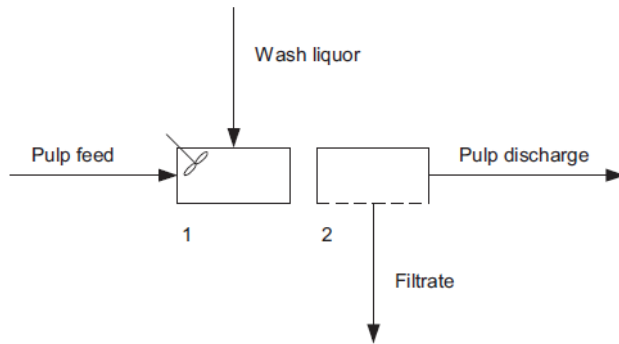 Wash liquor
Pulp feed
Pulp discharge
1
2
Filtrate